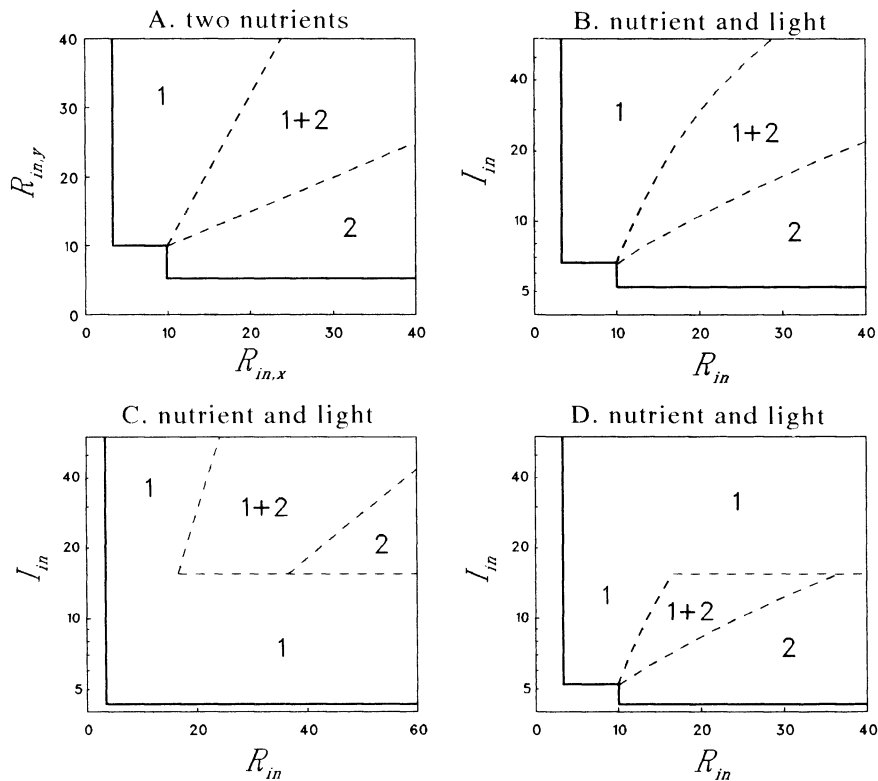 A. two nutrients
40
30
20
10
0
R_in,y
1
1+2
2
0 10 20 30 40
R_in,x
B. nutrient and light
40
20
10
5
I_in
1
1+2
2
0 10 20 30 40
R_in
C. nutrient and light
40
20
10
5
I_in
1
1+2
2
1
0 20 40 60
R_in
D. nutrient and light
40
20
10
5
I_in
1
1
1+2
2
0 10 20 30 40
R_in